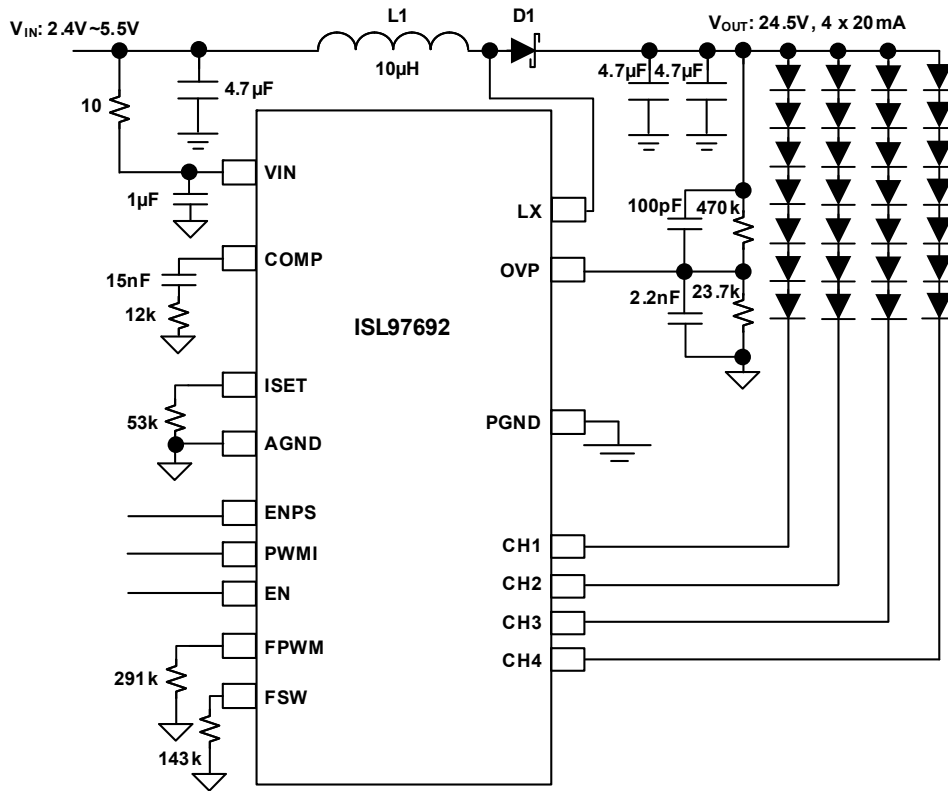 L1
D1
VIN: 2.4V~5.5V
VOUT: 24.5V, 4 x 20mA
10µH
4.7µF
4.7µF
4.7µF
10
VIN
1µF
LX
100pF
470k
COMP
OVP
15nF
2.2nF
23.7k
12k
ISL97692
ISET
53k
PGND
AGND
ENPS
PWMI
CH1
EN
CH2
CH3
FPWM
CH4
291k
FSW
143k